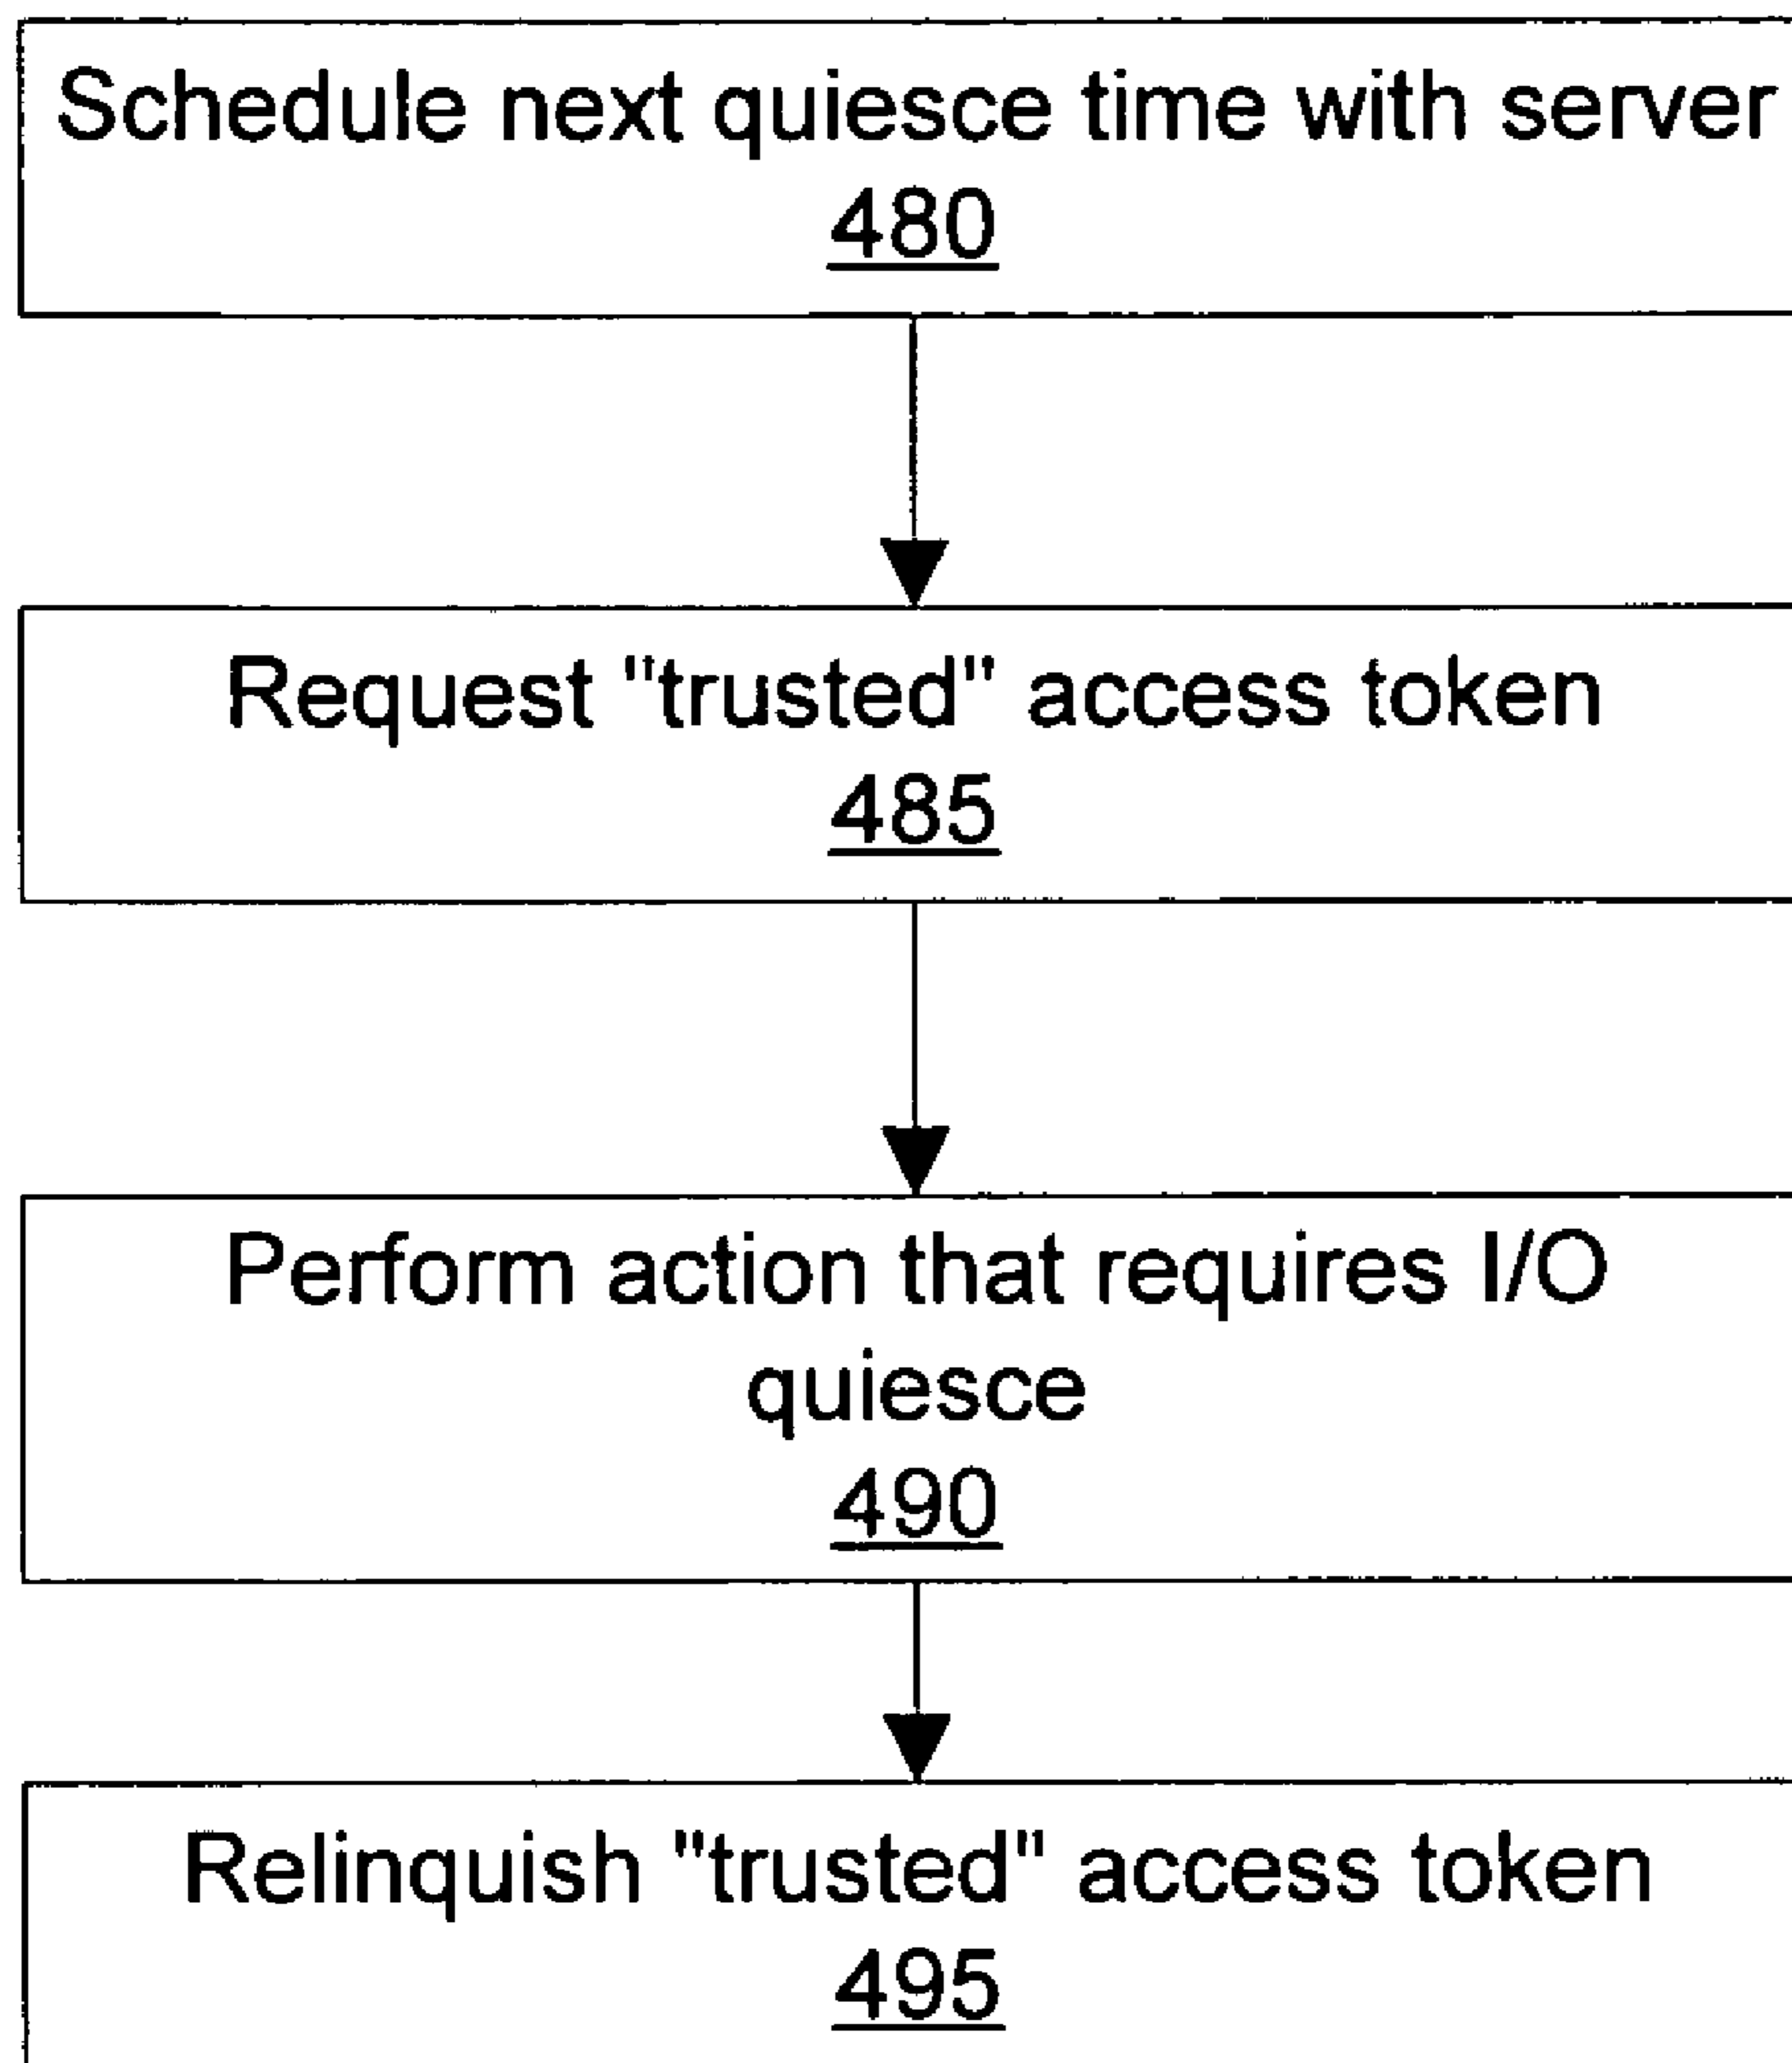 Schedule next quiesce time with server
480
Request "trusted" access token
485
Perform action that requires I/O
quiesce
490
Relinquish "trusted" access token
495